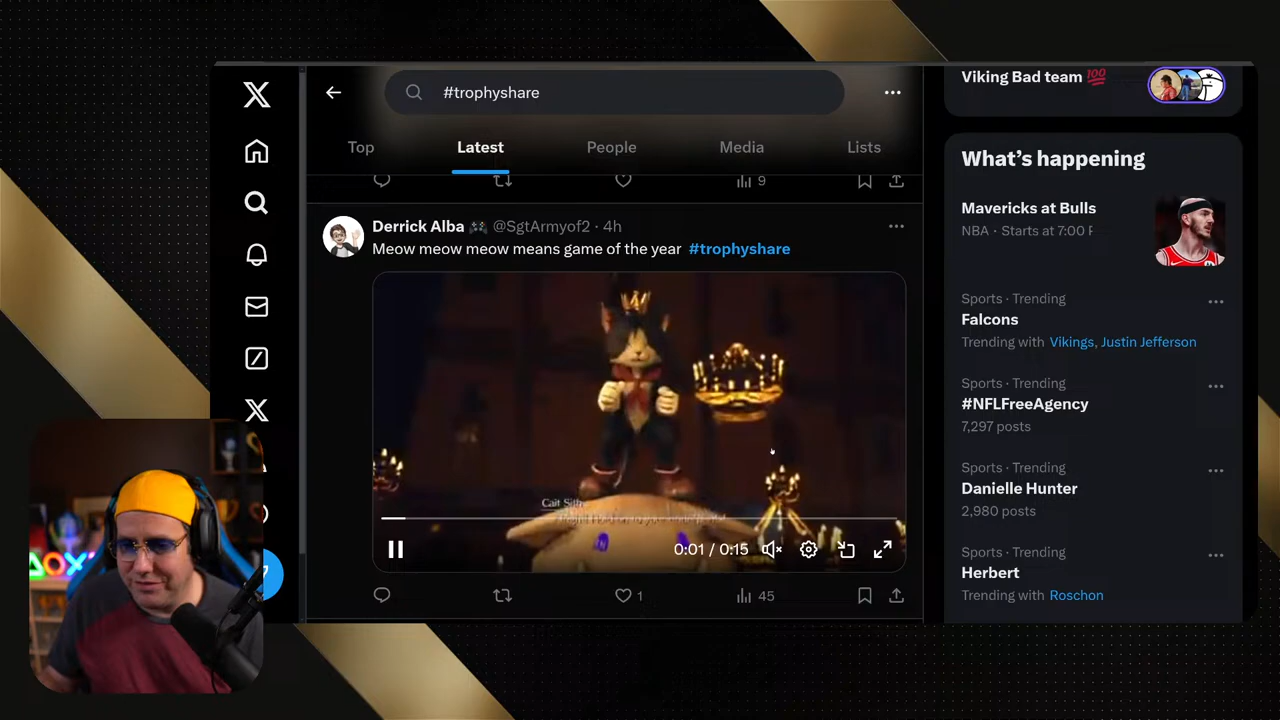 #trophyshare
Top
Latest
People
Media
Lists
9
Derrick Alba 🎮 @SgtArmyof2 · 4h
Meow meow meow means game of the year #trophyshare
Cait Sith
0:01 / 0:15
1
45
Viking Bad team 💯
What’s happening
Mavericks at Bulls
NBA · Starts at 7:00 P
Sports · Trending
Falcons
Trending with Vikings, Justin Jefferson
Sports · Trending
#NFLFreeAgency
7,297 posts
Sports · Trending
Danielle Hunter
2,980 posts
Sports · Trending
Herbert
Trending with Roschon